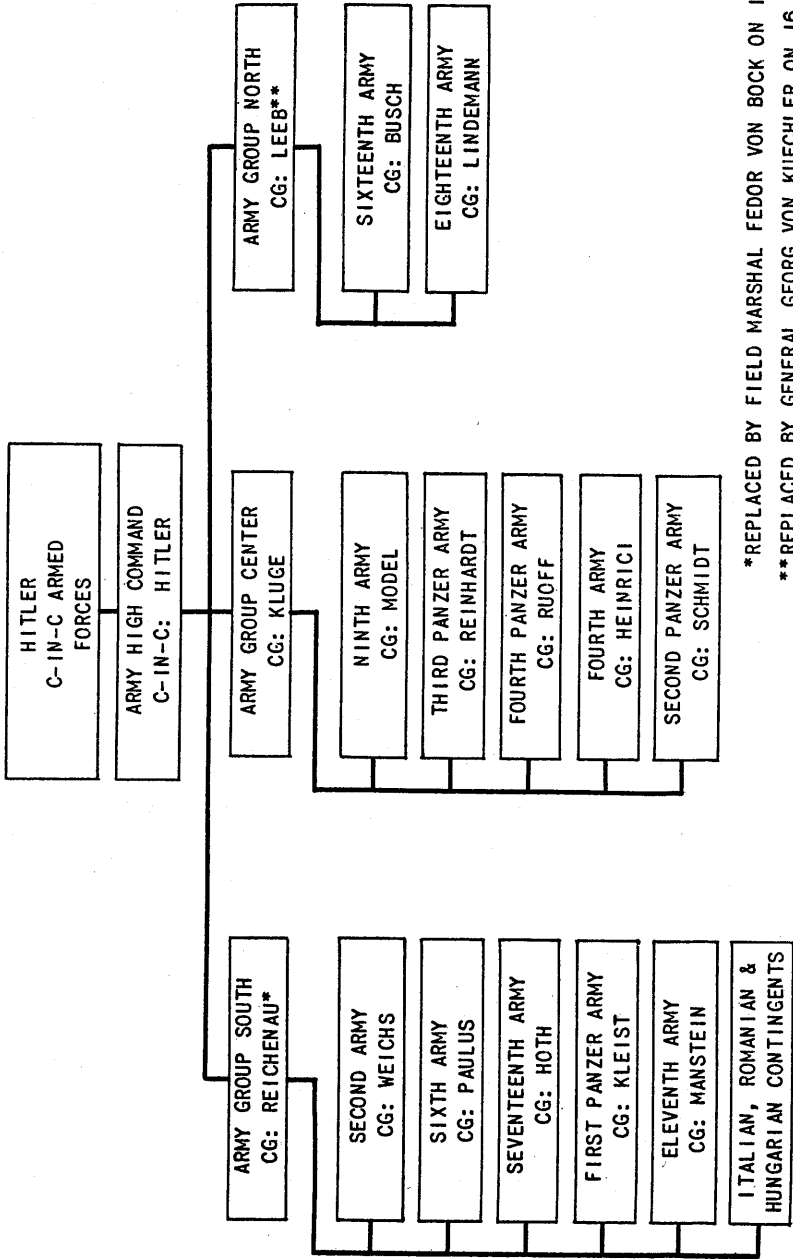 HITLER
C-IN-C ARMED
FORCES
ARMY HIGH COMMAND
C-IN-C: HITLER
ARMY GROUP SOUTH
CG: REICHENAU*
SECOND ARMY
CG: WEICHS
SIXTH ARMY
CG: PAULUS
SEVENTEENTH ARMY
CG: HOTH
FIRST PANZER ARMY
CG: KLEIST
ELEVENTH ARMY
CG: MANSTEIN
ITALIAN, ROMANIAN &
HUNGARIAN CONTINGENTS
ARMY GROUP CENTER
CG: KLUGE
NINTH ARMY
CG: MODEL
THIRD PANZER ARMY
CG: REINHARDT
FOURTH PANZER ARMY
CG: RUOFF
FOURTH ARMY
CG: HEINRICI
SECOND PANZER ARMY
CG: SCHMIDT
ARMY GROUP NORTH
CG: LEEB**
SIXTEENTH ARMY
CG: BUSCH
EIGHTEENTH ARMY
CG: LINDEMANN
*REPLACED BY FIELD MARSHAL FEDOR VON BOCK ON
**REPLACED BY GENERAL GEORG VON KUECHLER ON